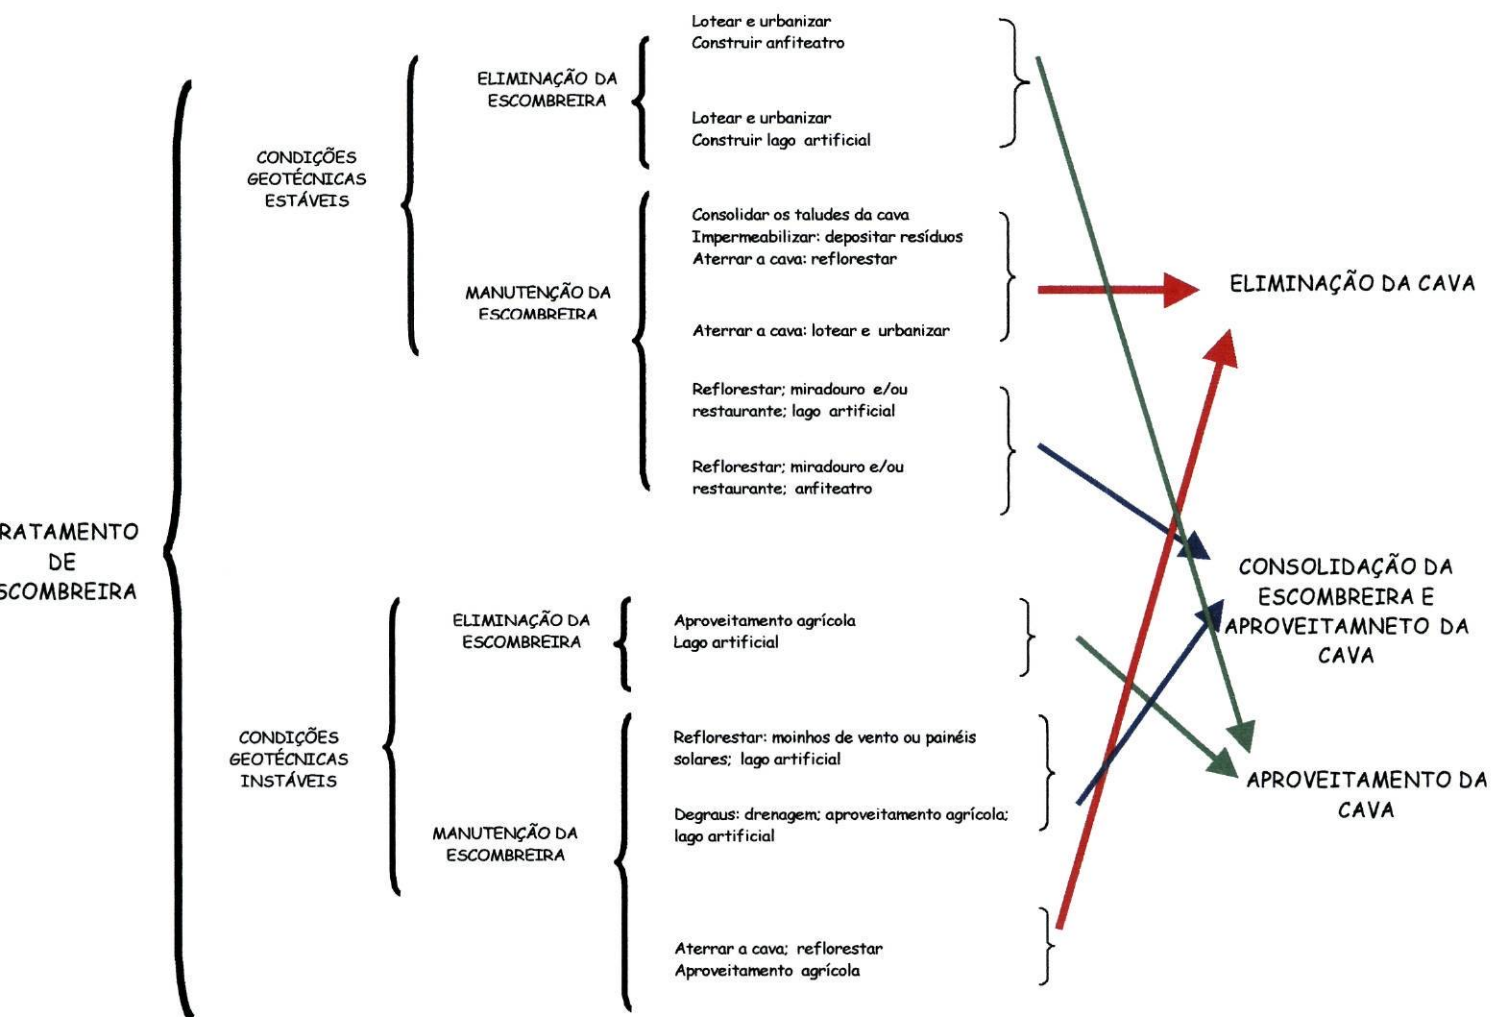 Lotear e urbanizar
Construir anfiteatro
ELIMINAÇÃO DA
ESCOMBREIRA
Lotear e urbanizar
Construir lago artificial
CONDIÇÕES
GEOTÉCNICAS
ESTÁVEIS
Consolidar os taludes da cava
Impermeabilizar: depositar resíduos
Aterrar a cava: reflorestar
MANUTENÇÃO DA
ESCOMBREIRA
Aterrar a cava: lotear e urbanizar
Reflorestar; miradouro e/ou
restaurante; lago artificial
Reflorestar; miradouro e/ou
restaurante; anfiteatro
ELIMINAÇÃO DA CAVA
RATAMENTO
DE
SCOMBREIRA
CONSOLIDAÇÃO DA
ESCOMBREIRA E
APROVEITAMNETO DA
CAVA
ELIMINAÇÃO DA
ESCOMBREIRA
Aproveitamento agrícola
Lago artificial
CONDIÇÕES
GEOTÉCNICAS
INSTÁVEIS
Reflorestar: moinhos de vento ou painéis
solares; lago artificial
Degraus: drenagem; aproveitamento agrícola;
lago artificial
MANUTENÇÃO DA
ESCOMBREIRA
Aterrar a cava; reflorestar
Aproveitamento agrícola
APROVEITAMENTO DA
CAVA